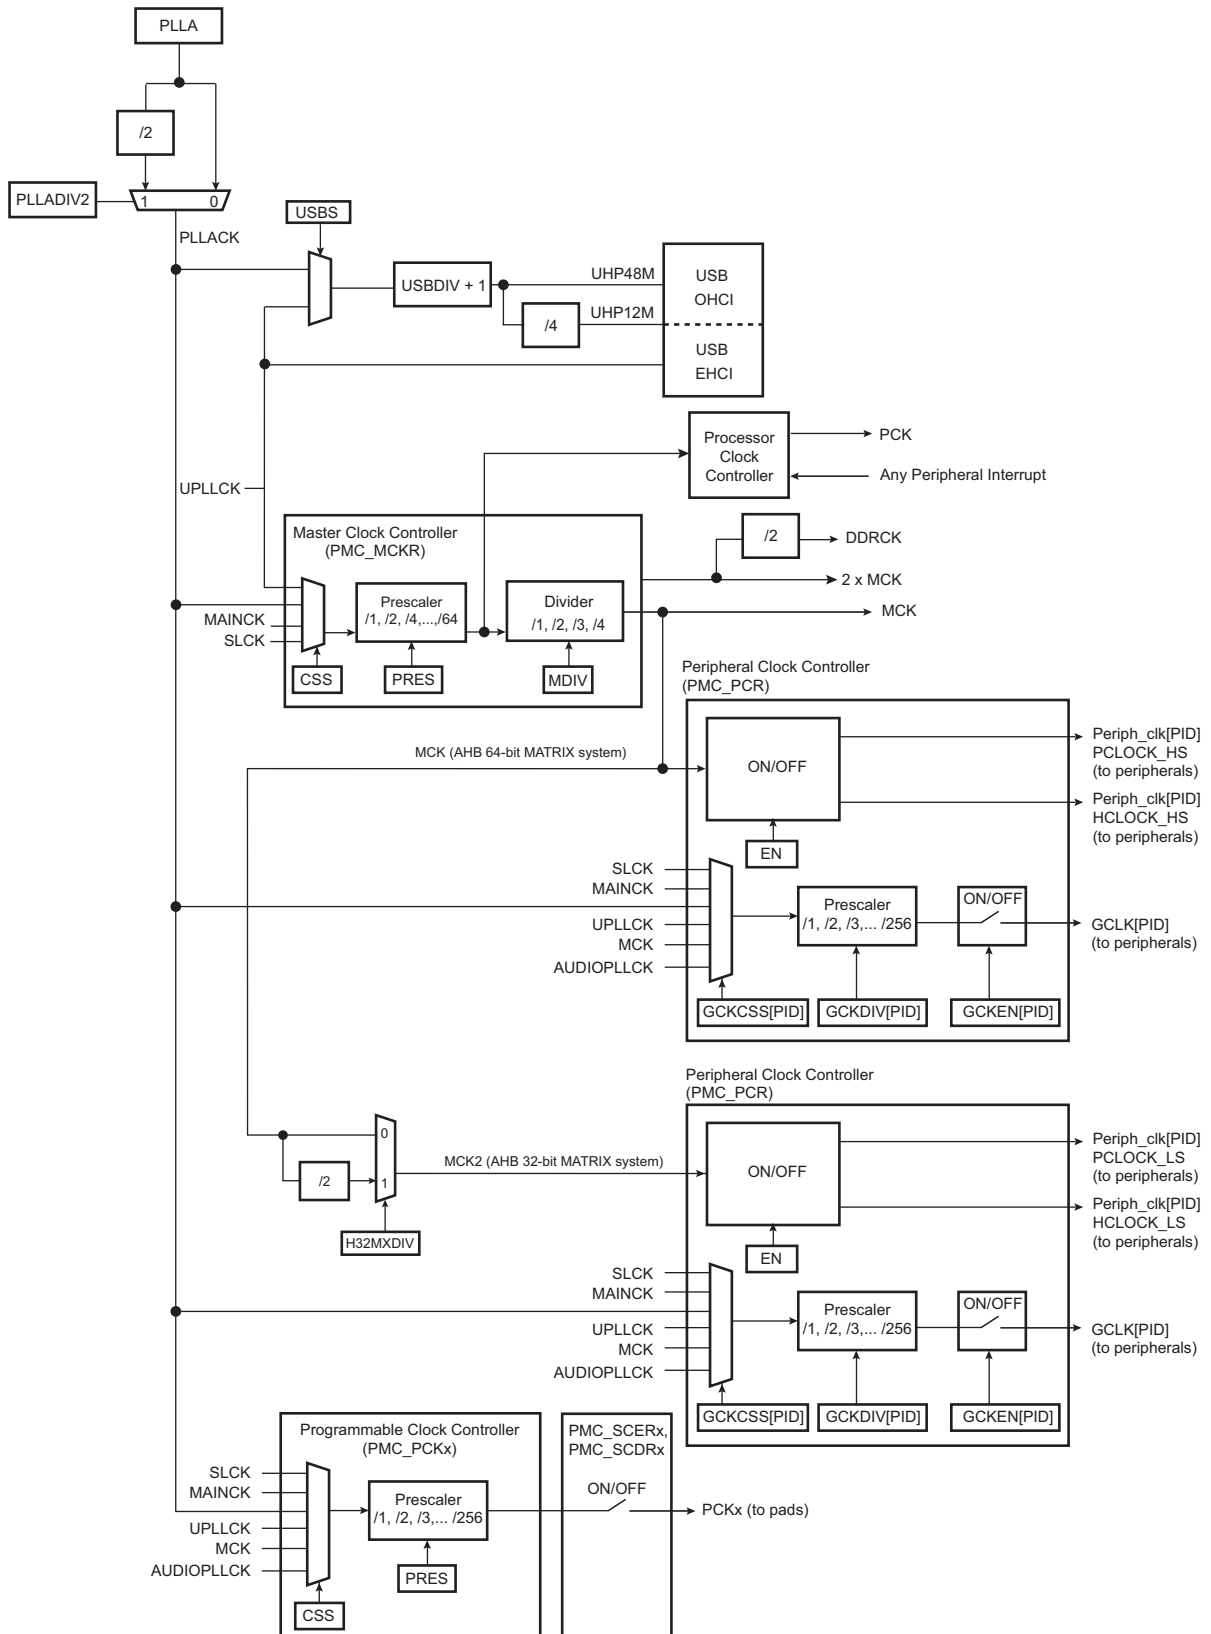 PLLA
/2
PLLADIV2
1
0
PLLACK
USBS
USBDIV + 1
UHP48M
/4
UHP12M
USB
OHCI
USB
EHCI
UPLLCK
Processor
Clock
Controller
PCK
Any Peripheral Interrupt
Master Clock Controller
(PMC_MCKR)
/2
DDRCK
2 x MCK
MCK
MAINCK
SLCK
Prescaler
/1, /2, /4,...,/64
Divider
/1, /2, /3, /4
CSS
PRES
MDIV
Peripheral Clock Controller
(PMC_PCR)
MCK (AHB 64-bit MATRIX system)
ON/OFF
EN
Periph_clk[PID]
PCLOCK_HS
(to peripherals)
Periph_clk[PID]
HCLOCK_HS
(to peripherals)
SLCK
MAINCK
UPLLCK
MCK
AUDIOPLLCK
Prescaler
/1, /2, /3,... /256
ON/OFF
GCLK[PID]
(to peripherals)
GCKCSS[PID]
GCKDIV[PID]
GCKEN[PID]
Peripheral Clock Controller
(PMC_PCR)
0
/2
1
H32MXDIV
MCK2 (AHB 32-bit MATRIX system)
ON/OFF
EN
Periph_clk[PID]
PCLOCK_LS
(to peripherals)
Periph_clk[PID]
HCLOCK_LS
(to peripherals)
SLCK
MAINCK
UPLLCK
MCK
AUDIOPLLCK
Prescaler
/1, /2, /3,... /256
ON/OFF
GCLK[PID]
(to peripherals)
GCKCSS[PID]
GCKDIV[PID]
GCKEN[PID]
Programmable Clock Controller
(PMC_PCKx)
SLCK
MAINCK
UPLLCK
MCK
AUDIOPLLCK
Prescaler
/1, /2, /3,... /256
CSS
PRES
PMC_SCERx,
PMC_SCDRx
ON/OFF
PCKx (to pads)